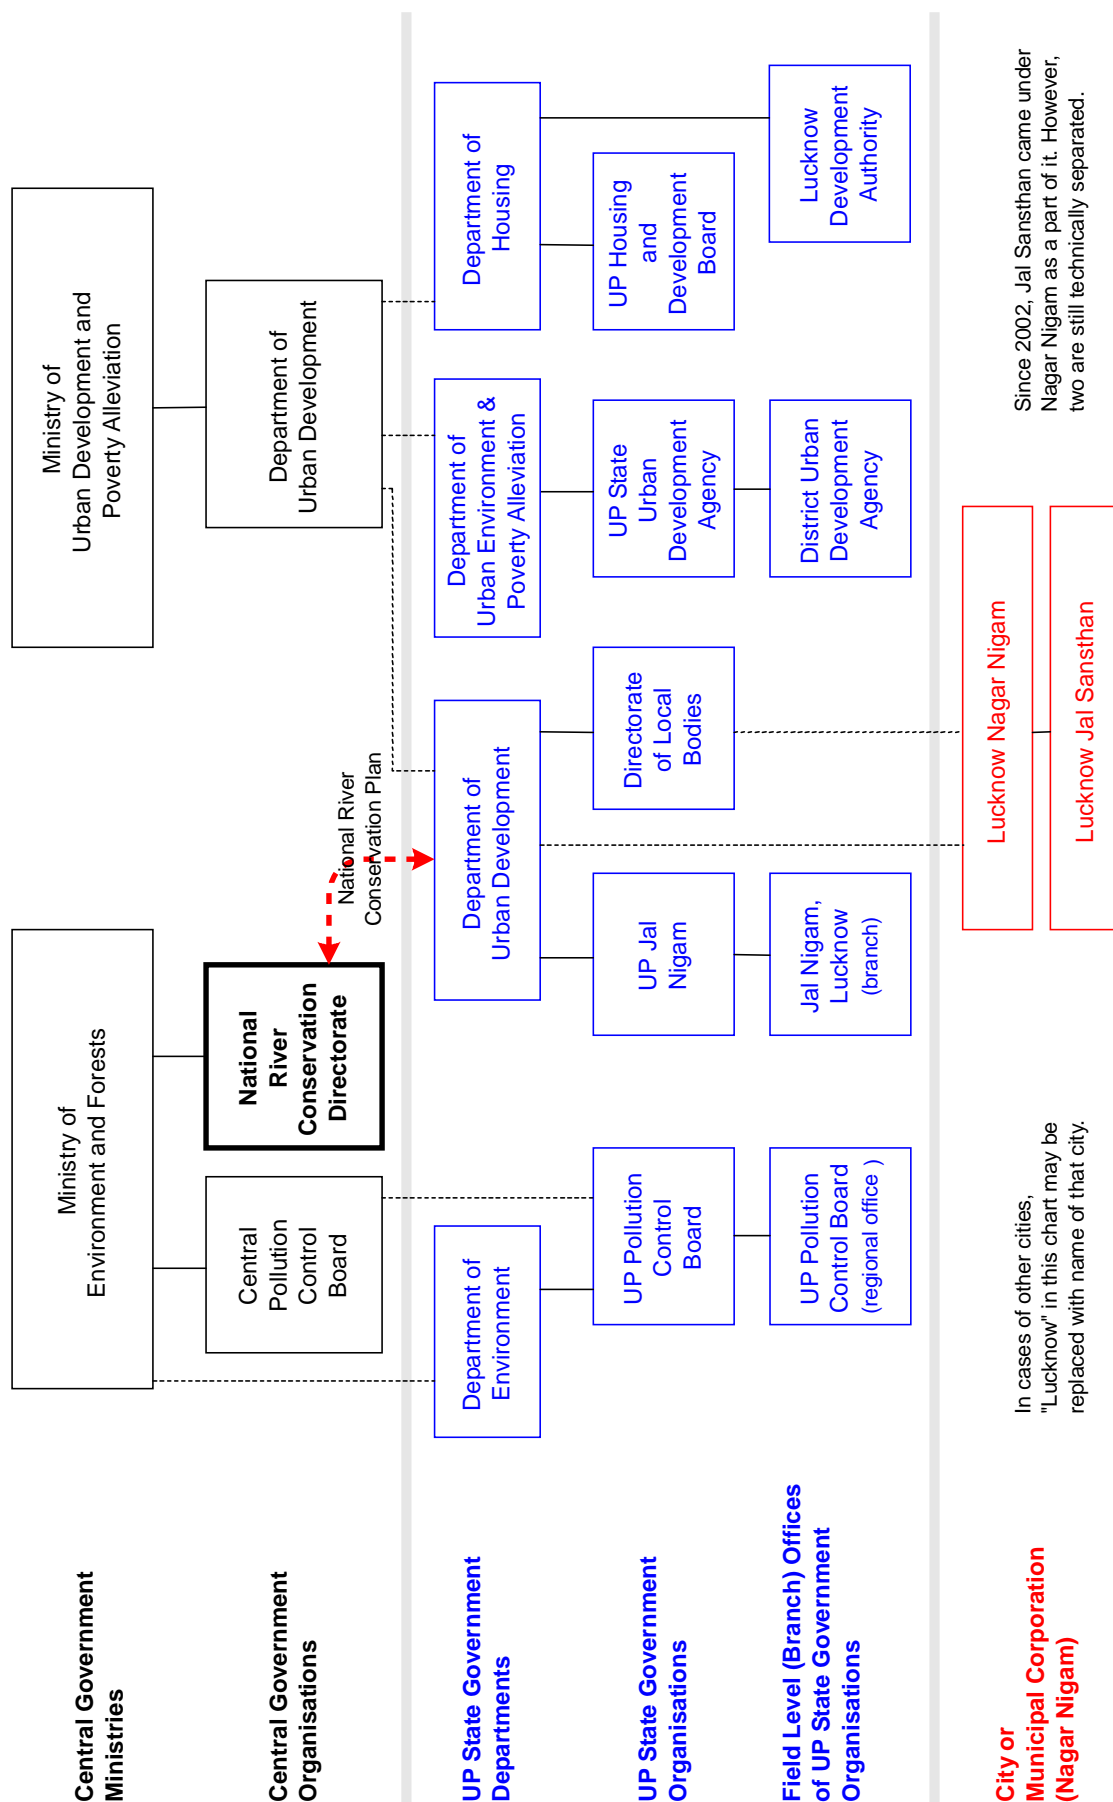 Central Government
Ministries
Ministry of
Environment and Forests
Ministry of
Urban Development and
Poverty Alleviation
Central Government
Organisations
Central
Pollution
Control
Board
National
River
Conservation
Directorate
National River
Conservation Plan
Department of
Urban Development
UP State Government
Departments
Department of
Environment
Department of
Urban Development
Department of
Urban Environment &
Poverty Alleviation
Department of
Housing
UP State Government
Organisations
UP Pollution
Control
Board
UP Jal
Nigam
Directorate
of Local
Bodies
UP State
Urban
Development
Agency
UP Housing
and
Development
Board
Field Level (Branch) Offices
of UP State Government
Organisations
UP Pollution
Control Board
(regional office )
Jal Nigam,
Lucknow
(branch)
District Urban
Development
Agency
Lucknow
Development
Authority
City or
Municipal Corporation
(Nagar Nigam)
In cases of other cities,
"Lucknow" in this chart may be
replaced with name of that city.
Lucknow Nagar Nigam
Lucknow Jal Sansthan
Since 2002, Jal Sansthan came under
Nagar Nigam as a part of it. However,
two are still technically separated.